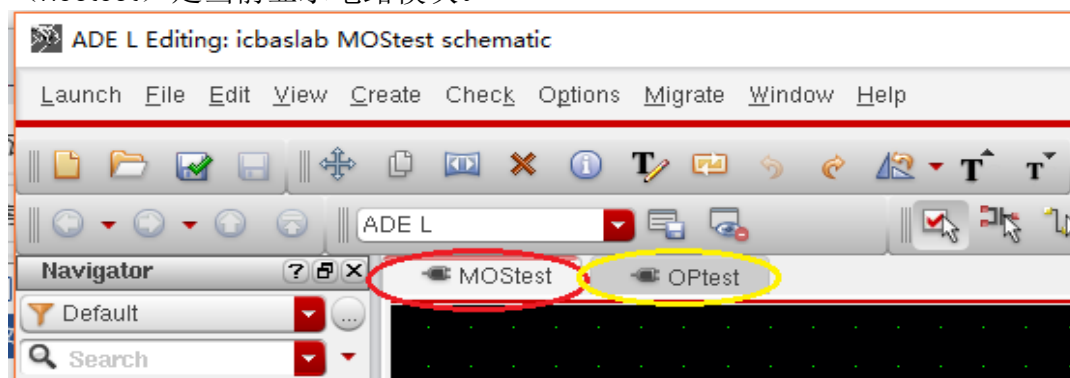 ADE L Editing: icbaslab MOStest schematic
Launch File Edit View Create Check Options Migrate Window Help
ADE L
Navigator
MOStest OPtest
Default
Search